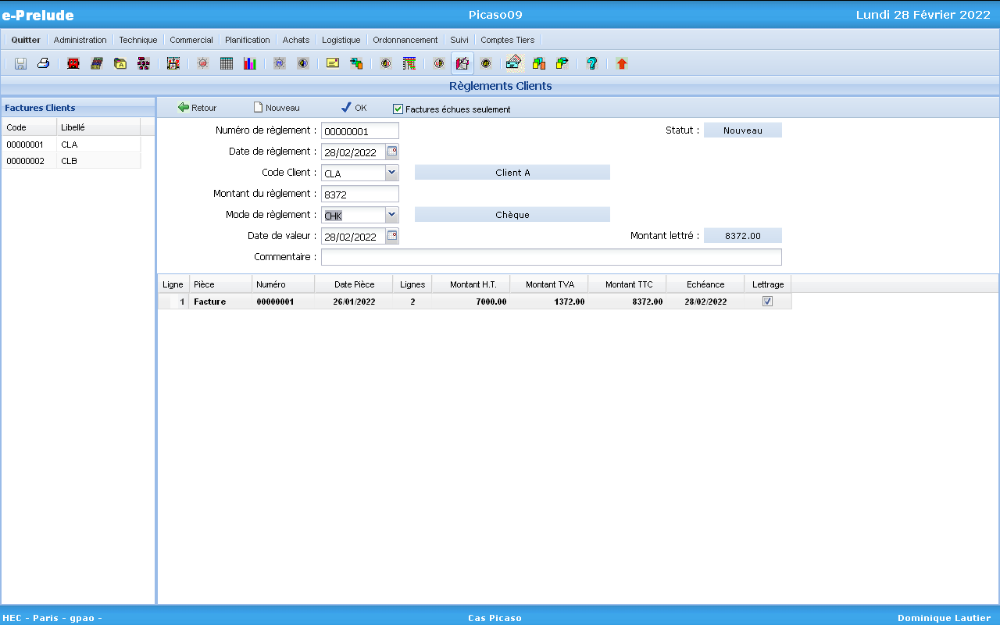 e-Prelude Picaso09 Lundi 28 Février 2022
Quitter Administration Technique Commercial Planification Achats Logistique Ordonnancement Suivi Comptes Tiers
Règlements Clients
Factures Clients
Code Libellé
00000001 CLA
00000002 CLB
Retour Nouveau OK Factures échues seulement
Numéro de règlement : 00000001 Statut : Nouveau
Date de règlement : 28/02/2022
Code Client : CLA Client A
Montant du règlement : 8372
Mode de règlement : CHK Chèque
Date de valeur : 28/02/2022 Montant lettré : 8372.00
Commentaire :
Ligne Pièce Numéro Date Pièce Lignes Montant H.T. Montant TVA Montant TTC Echéance Lettrage
1 Facture 00000001 26/01/2022 2 7000.00 1372.00 8372.00 28/02/2022
HEC - Paris - gpao - Cas Picaso Dominique Lautier